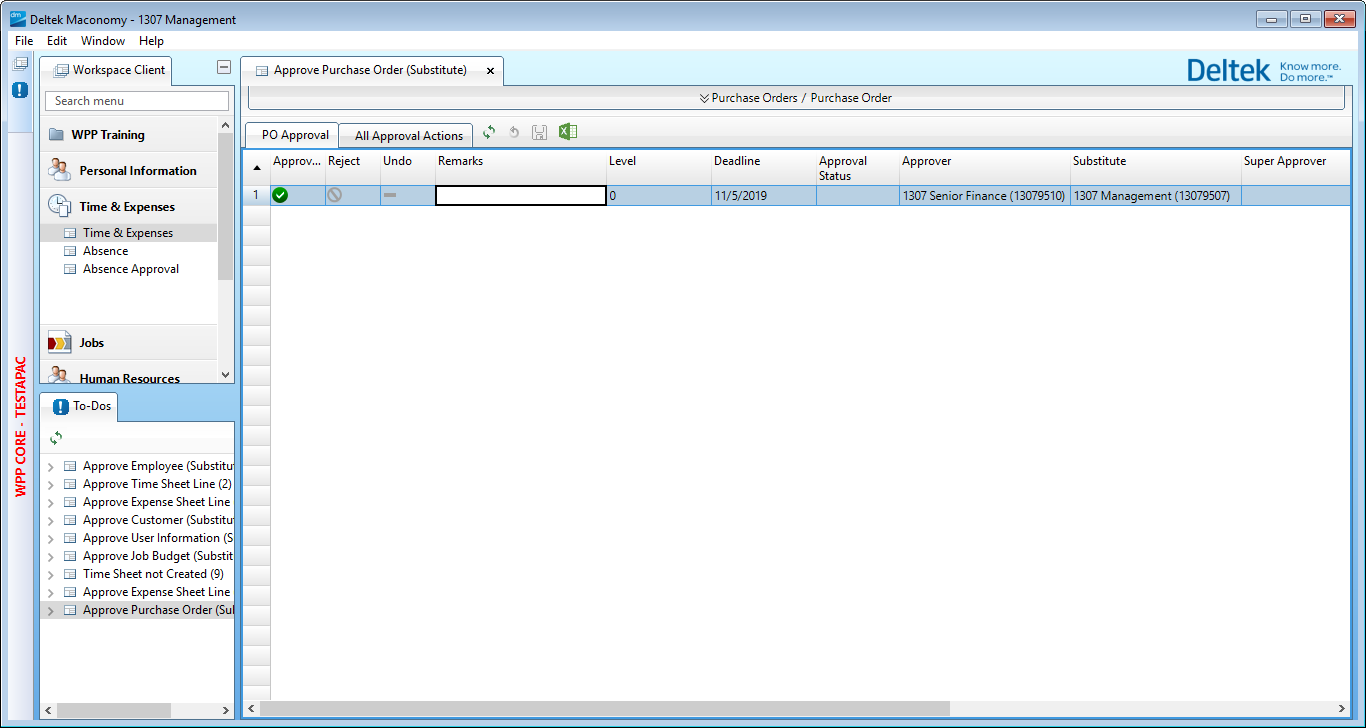 Deltek Maconomy - 1307 Management
File Edit Window Help
Workspace Client
Search menu
WPP Training
Personal Information
Time & Expenses
Time & Expenses
Absence
Absence Approval
Jobs
Human Resources
To-Dos
Approve Employee (Substitu
Approve Time Sheet Line (2)
Approve Expense Sheet Line
Approve Customer (Substitu
Approve User Information (S
Approve Job Budget (Substit
Time Sheet not Created (9)
Approve Expense Sheet Line
Approve Purchase Order (Sul
WPP CORE - TESTAPAC
Approve Purchase Order (Substitute)
Deltek Know more.
Do more.™
Purchase Orders / Purchase Order
PO Approval All Approval Actions
Approv... Reject Undo Remarks Level Deadline Approval Approver Substitute Super Approver
Status
1 0 11/5/2019 1307 Senior Finance (13079510) 1307 Management (13079507)